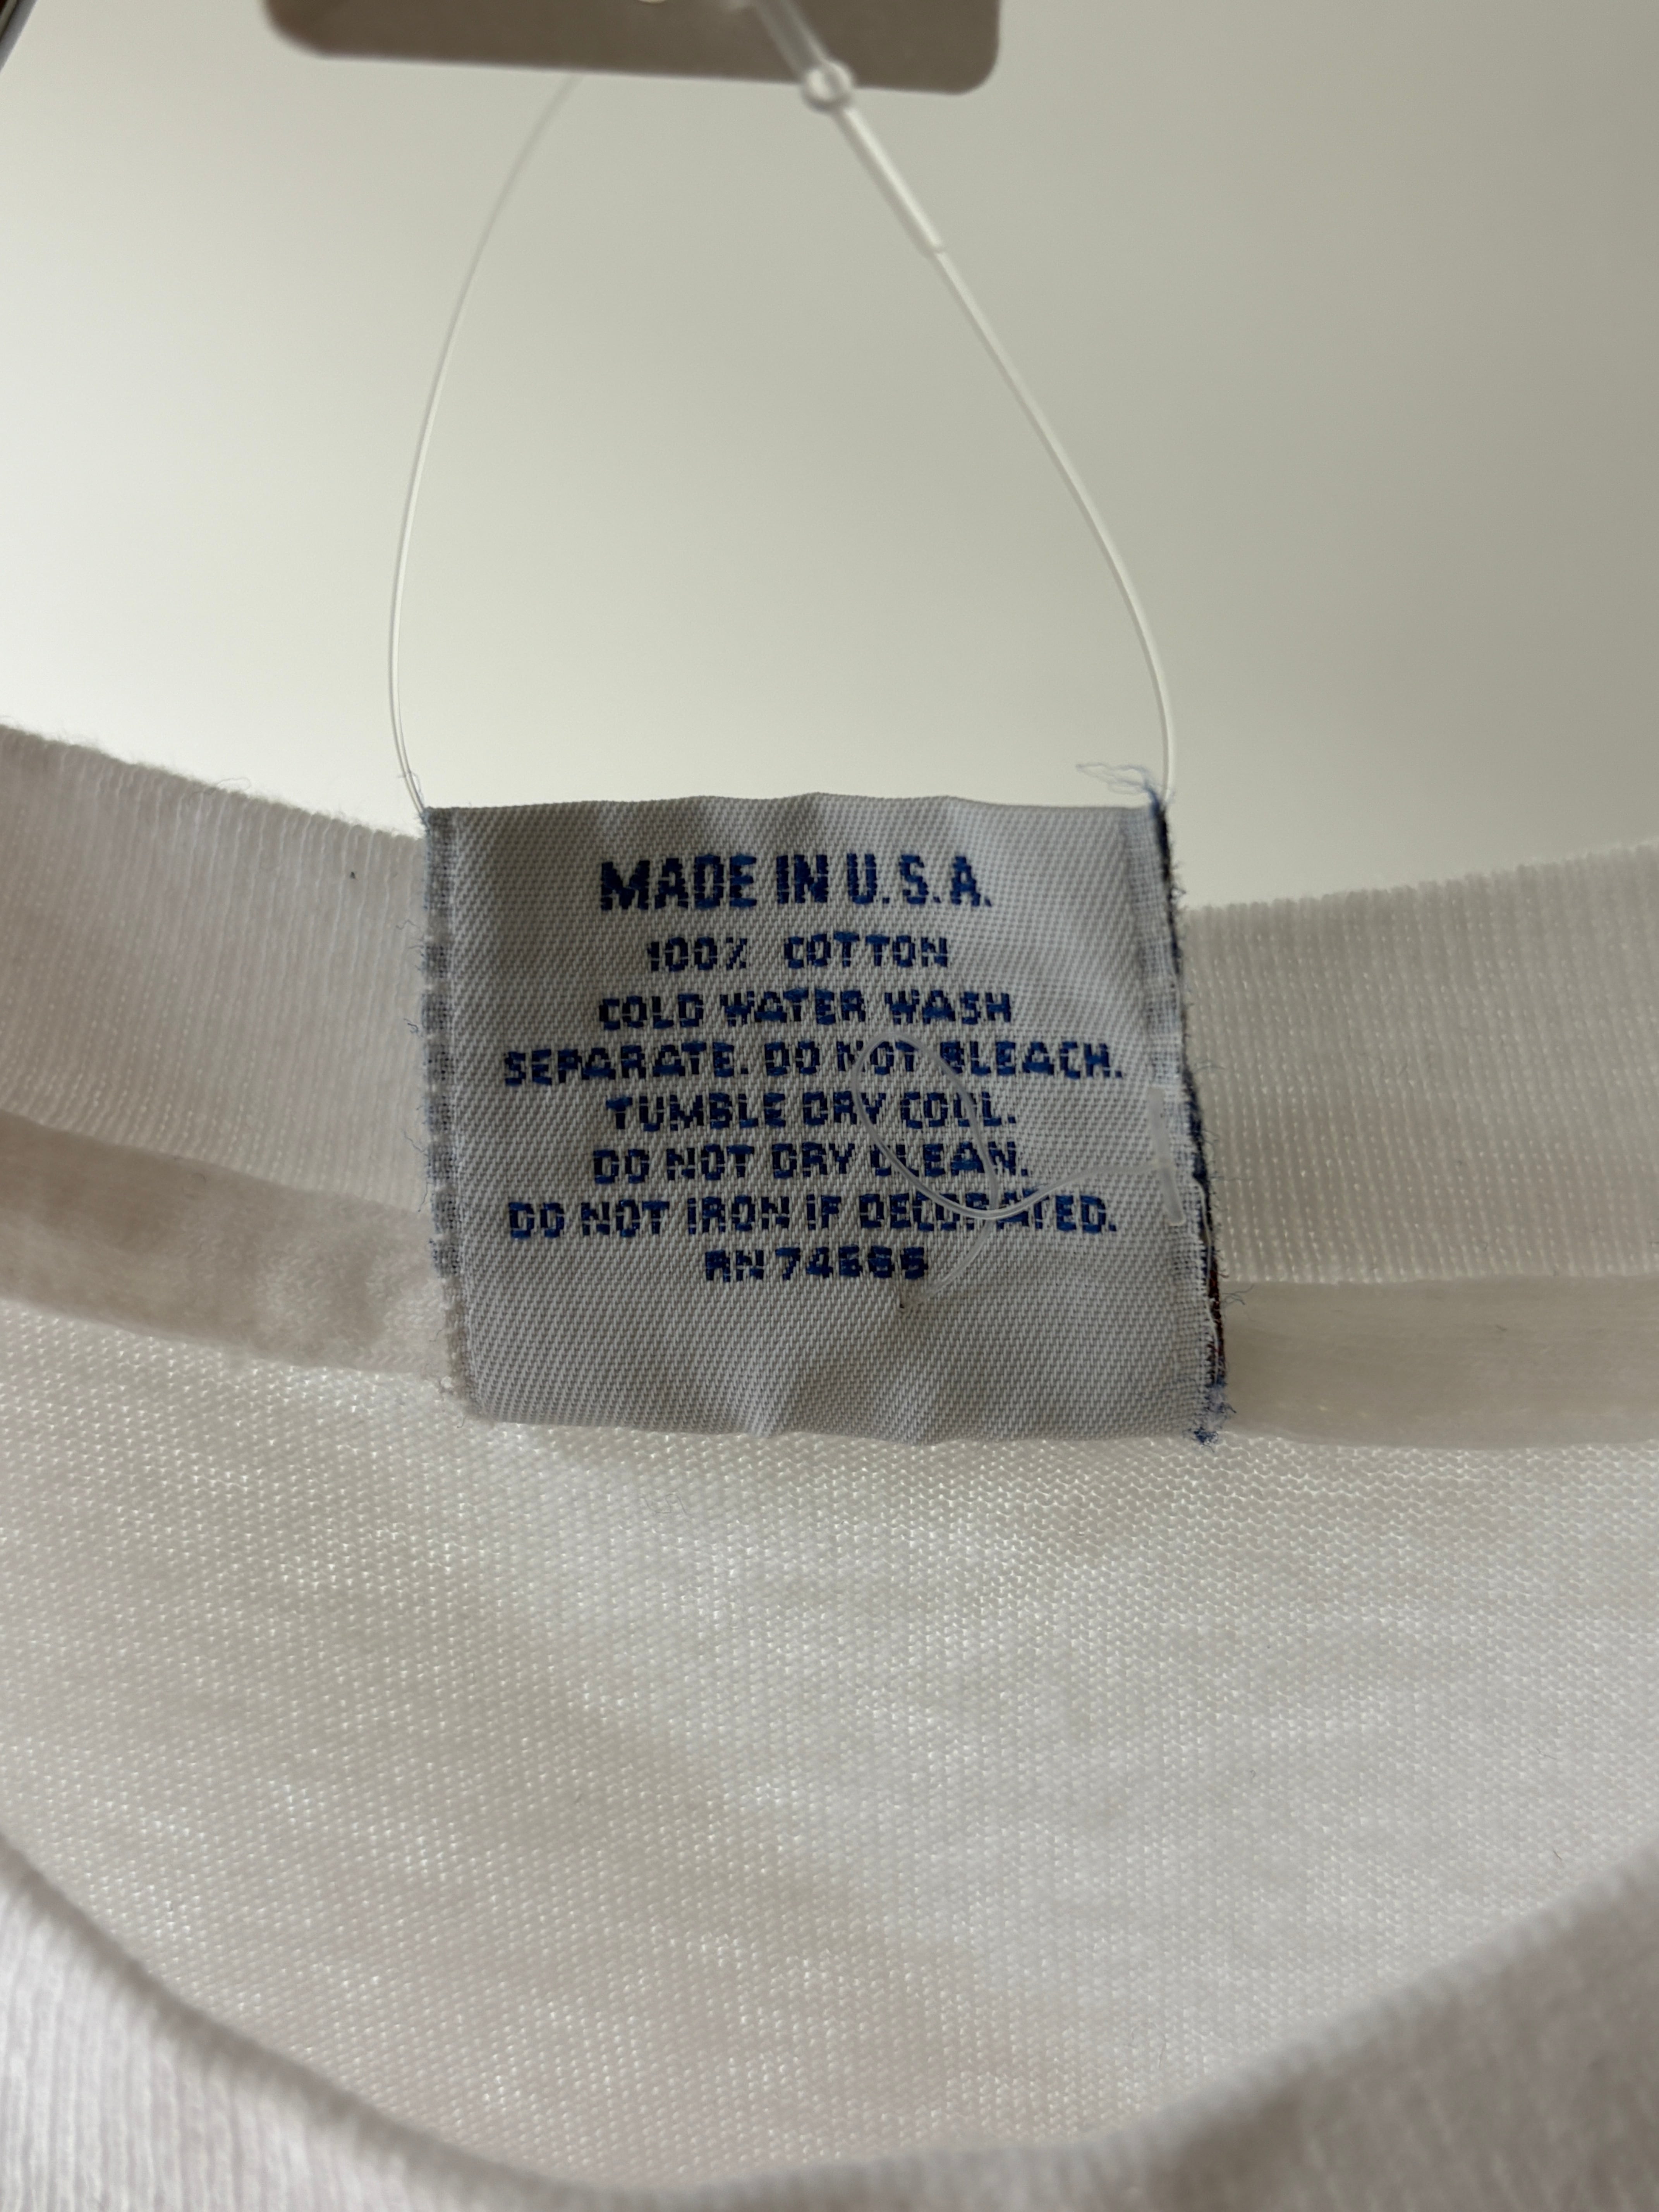 MADE IN U.S.A.
100% COTTON
COLD WATER WASH
SEPARATE. DO NOT BLEACH.
TUMBLE DRY COOL.
DO NOT DRY CLEAN.
DO NOT IRON IF DECORATED.
RN